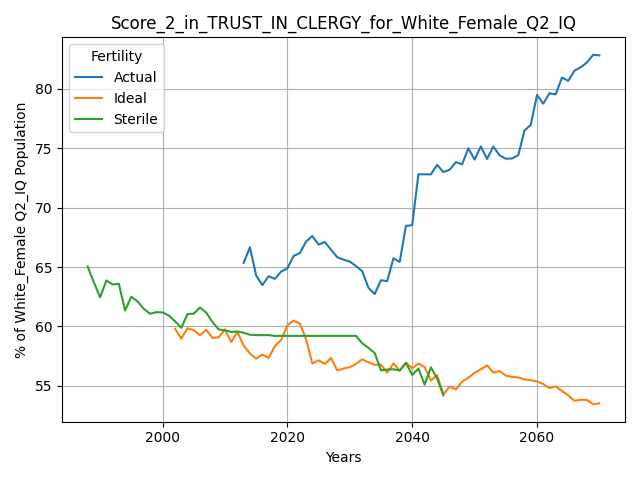 Score_2_in_TRUST_IN_CLERGY_for_White_Female_Q2_IQ
Fertility
Actual
Ideal
Sterile
% of White_Female Q2_IQ Population
80
75
70
65
60
55
2000
2020
2040
2060
Years